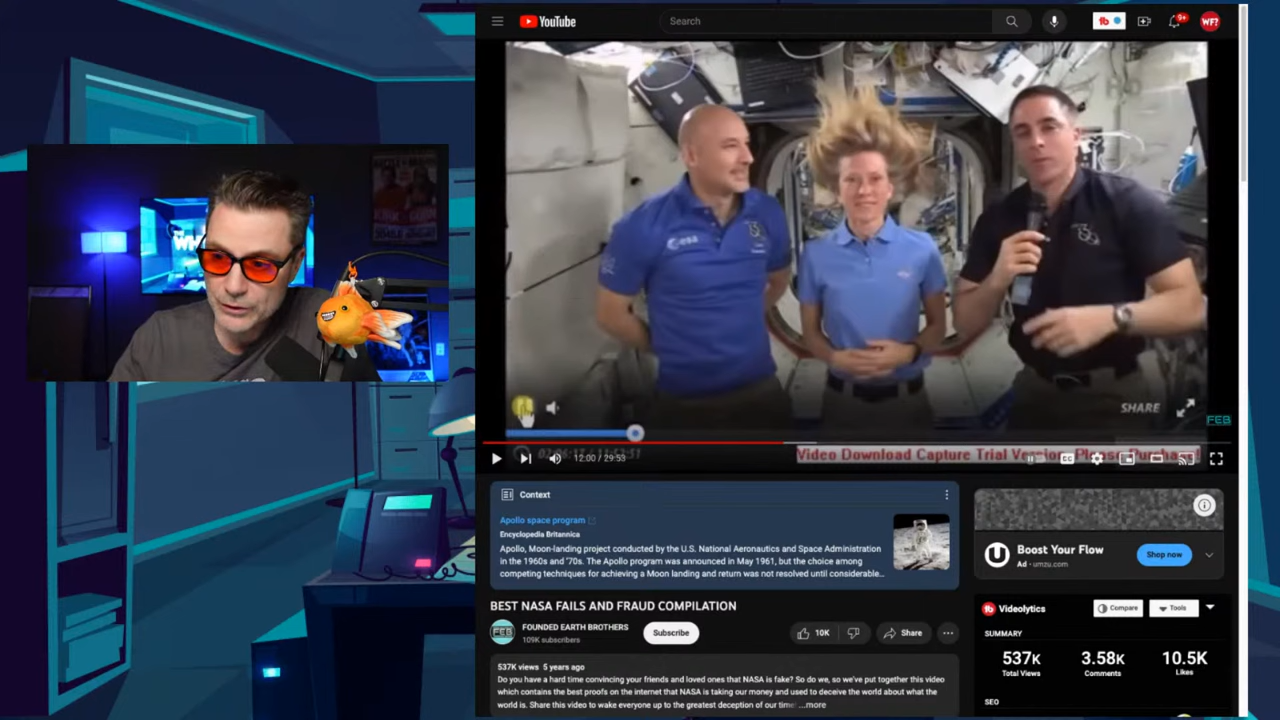 YouTube
Search
9+
WF?
esa
SHARE
FEB
Video Download Capture Trial Version. Please Purchase
12:00 / 29:53
CC
Context
Apollo space program
Encyclopedia Britannica
Apollo, Moon-landing project conducted by the U.S. National Aeronautics and Space Administration
in the 1960s and '70s. The Apollo program was announced in May 1961, but the choice among
competing techniques for achieving a Moon landing and return was not resolved until considerable...
Boost Your Flow
Ad · umzu.com
Shop now
BEST NASA FAILS AND FRAUD COMPILATION
FEB
FOUNDED EARTH BROTHERS
109K subscribers
Subscribe
10K
Share
537K views 5 years ago
Do you have a hard time convincing your friends and loved ones that NASA is fake? So do we, so we've put together this video
which contains the best proofs on the internet that NASA is taking our money and used to deceive the world about what the
world is. Share this video to wake everyone up to the greatest deception of our time! ...more
Videolytics
Compare
Tools
SUMMARY
537K
3.58K
10.5K
Total Views
Comments
Likes
SEO